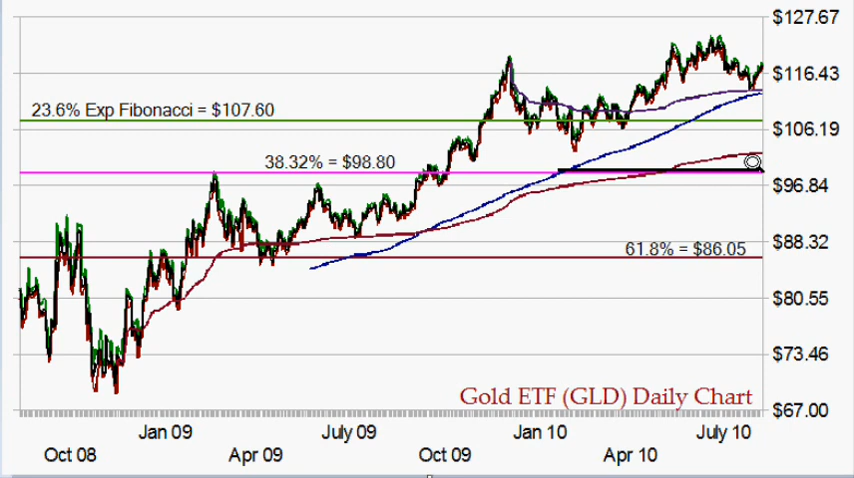 $127.67
$116.43
23.6% Exp Fibonacci = $107.60
$106.19
38.32% = $98.80
$96.84
61.8% = $86.05
$88.32
$80.55
$73.46
Gold ETF (GLD) Daily Chart
$67.00
Jan 09 July 09 Jan 10 July 10
Oct 08 Apr 09 Oct 09 Apr 10